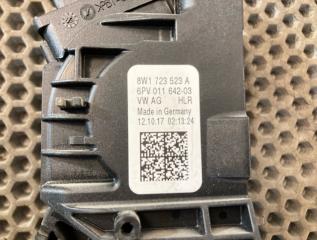 8W1 723 523 A
6PV 011 642-03
VW AG HLR
Made in Germany
12.10.17 02:13:24